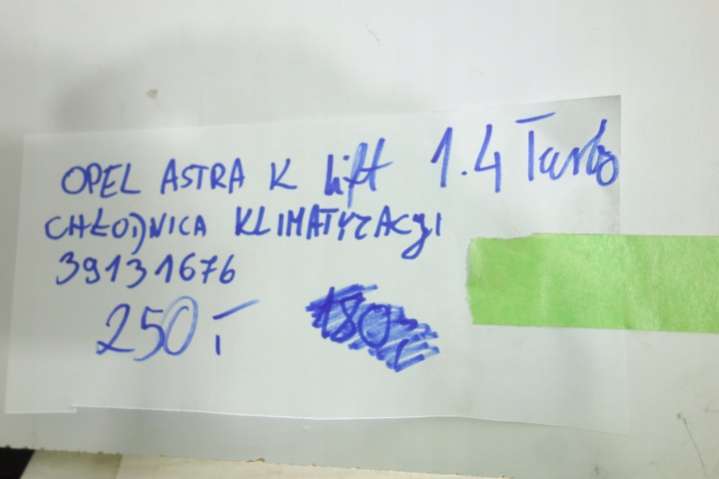 OPEL ASTRA K lift 1.4 Turbo
CHŁODNICA KLIMATYZACJI
39131676
250,-